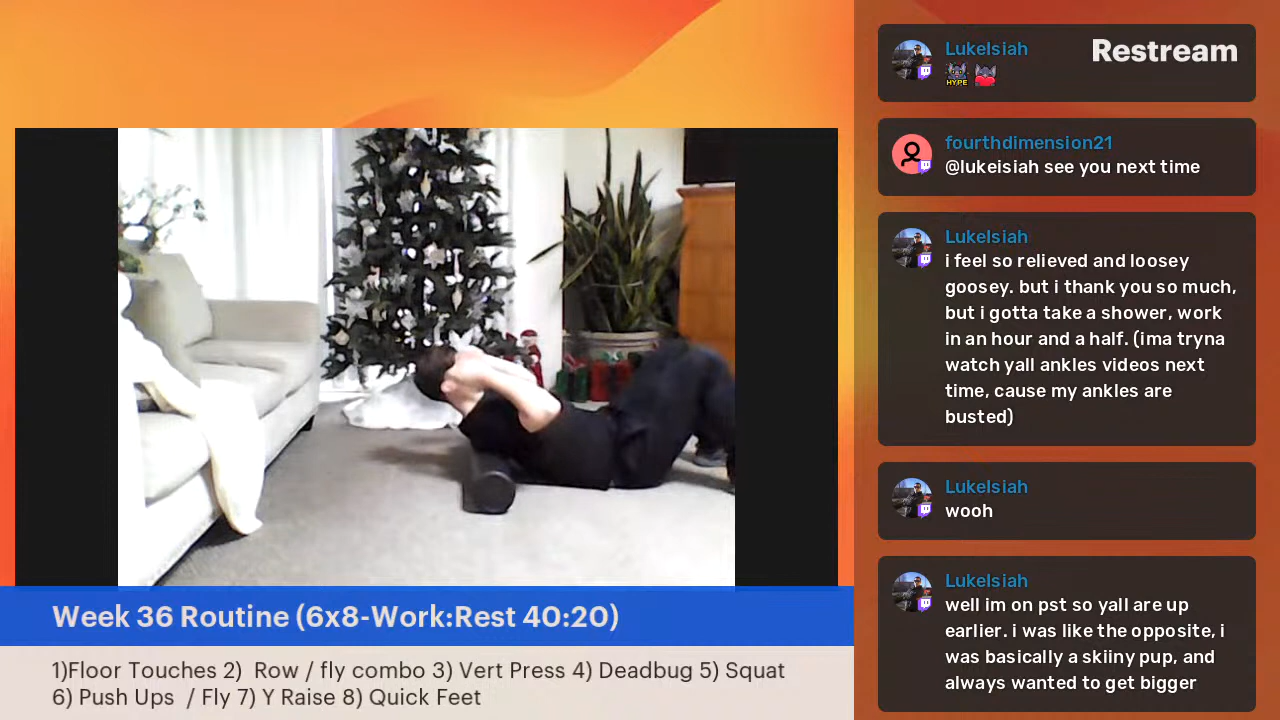 LukeIsiah
Restream
HYPE
fourthdimension21
@lukeisiah see you next time
LukeIsiah
i feel so relieved and loosey
goosey. but i thank you so much,
but i gotta take a shower, work
in an hour and a half. (ima tryna
watch yall ankles videos next
time, cause my ankles are
busted)
LukeIsiah
wooh
LukeIsiah
well im on pst so yall are up
earlier. i was like the opposite, i
was basically a skiiny pup, and
always wanted to get bigger
Week 36 Routine (6x8-Work:Rest 40:20)
1)Floor Touches 2) Row / fly combo 3) Vert Press 4) Deadbug 5) Squat
6) Push Ups / Fly 7) Y Raise 8) Quick Feet